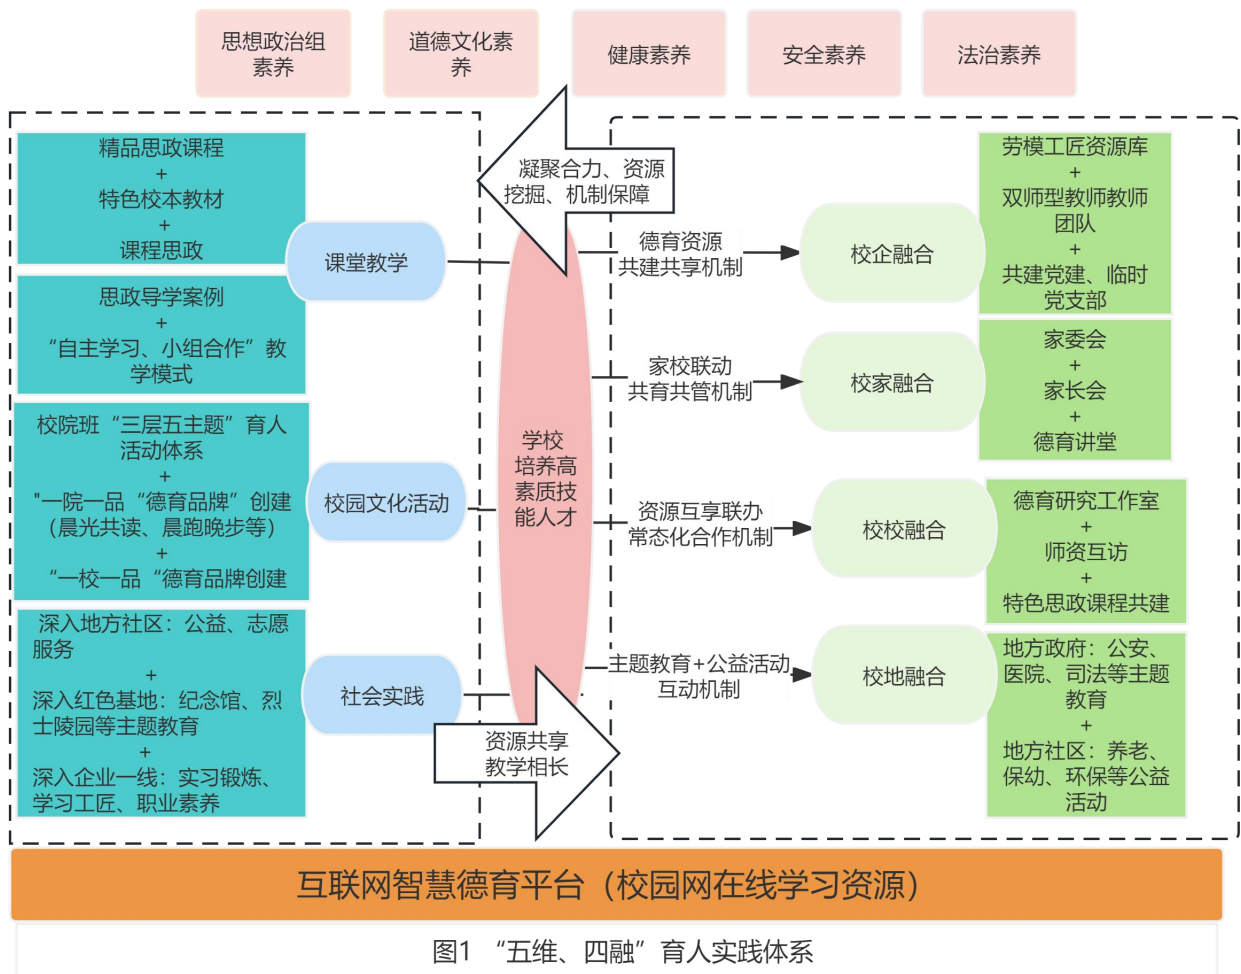 思想政治组
素养
道德文化素
养
健康素养
安全素养
法治素养
精品思政课程
+
特色校本教材
+
课程思政
思政导学案例
+
“自主学习、小组合作”教
学模式
课堂教学
校院班“三层五主题”育人
活动体系
+
"一院一品“德育品牌”创建
（晨光共读、晨跑晚步等）
+
“一校一品“德育品牌创建
校园文化活动
深入地方社区：公益、志愿
服务
+
深入红色基地：纪念馆、烈
士陵园等主题教育
+
深入企业一线：实习锻炼、
学习工匠、职业素养
社会实践
凝聚合力、资源
挖掘、机制保障
学校
培养高
素质技
能人才
资源共享
教学相长
德育资源
共建共享机制
校企融合
劳模工匠资源库
+
双师型教师教师
团队
+
共建党建、临时
党支部
家校联动
共育共管机制
校家融合
家委会
+
家长会
+
德育讲堂
资源互享联办
常态化合作机制
校校融合
德育研究工作室
+
师资互访
+
特色思政课程共建
主题教育+公益活动
互动机制
校地融合
地方政府：公安、
医院、司法等主题
教育
+
地方社区：养老、
保幼、环保等公益
活动
互联网智慧德育平台（校园网在线学习资源）
图1 “五维、四融”育人实践体系